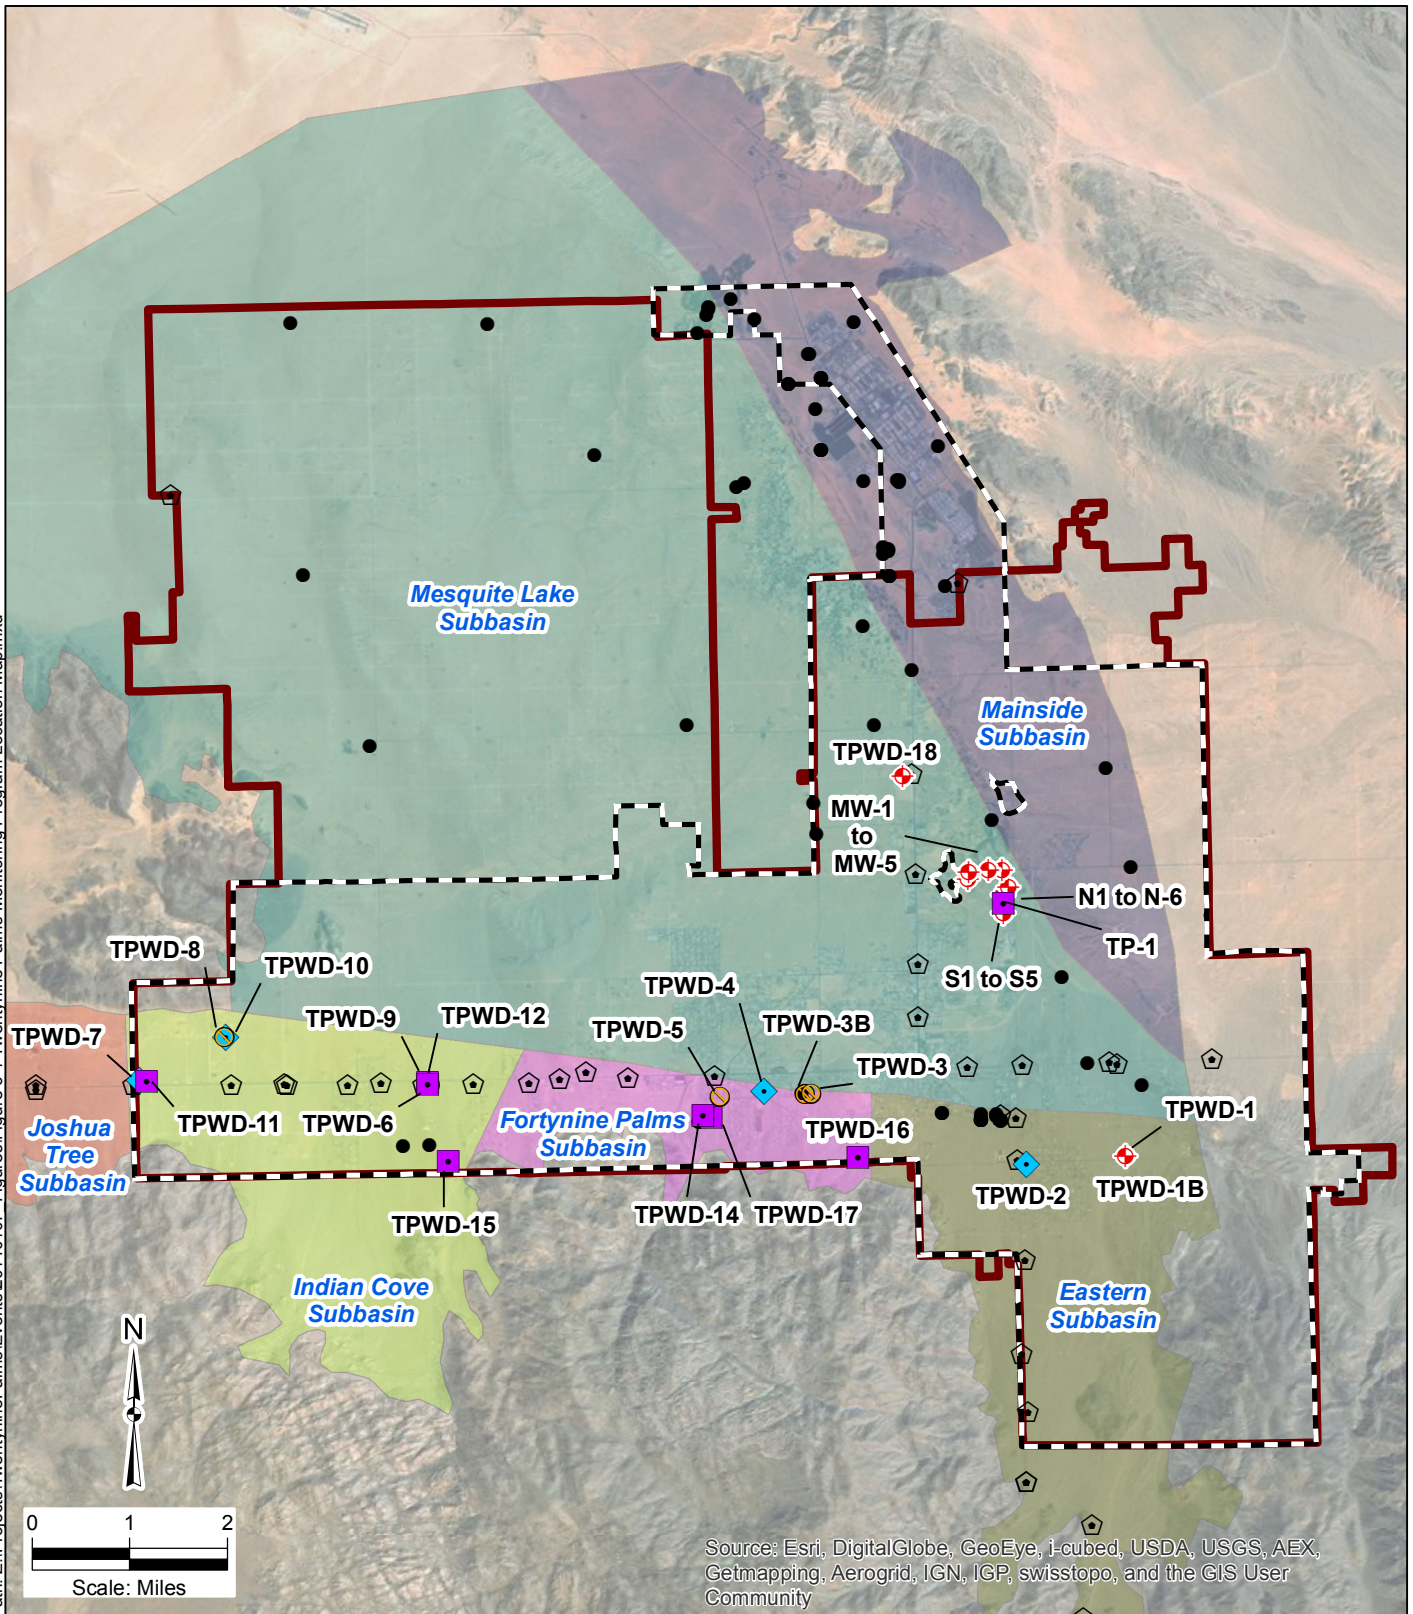 Mesquite Lake
Subbasin
Mainside
Subbasin
TPWD-18
MW-1
to
MW-5
N1 to N-6
TP-1
S1 to S5
TPWD-8
TPWD-10
TPWD-4
TPWD-9
TPWD-12
TPWD-5
TPWD-3B
TPWD-7
TPWD-3
TPWD-11
TPWD-6
Fortynine Palms
Subbasin
TPWD-16
TPWD-1
Joshua
Tree
Subbasin
TPWD-2
TPWD-1B
TPWD-15
TPWD-14
TPWD-17
Indian Cove
Subbasin
Eastern
Subbasin
N
0 1 2
Scale: Miles
Source: Esri, DigitalGlobe, GeoEye, i-cubed, USDA, USGS, AEX,
Getmapping, Aerogrid, IGN, IGP, swisstopo, and the GIS User
Community